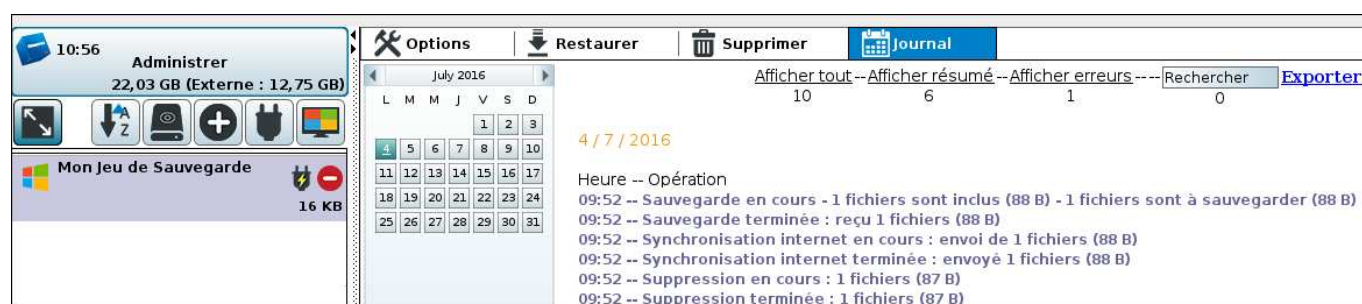 10:56
Administrer
22,03 GB (Externe : 12,75 GB)
A
Z
Mon Jeu de Sauvegarde
16 KB
Options
Restaurer
Supprimer
Journal
July 2016
L M M J V S D
1 2 3
4 5 6 7 8 9 10
11 12 13 14 15 16 17
18 19 20 21 22 23 24
25 26 27 28 29 30 31
Afficher tout--Afficher résumé--Afficher erreurs----Rechercher Exporter
10 6 1 0
4 / 7 / 2016
Heure -- Opération
09:52 -- Sauvegarde en cours - 1 fichiers sont inclus (88 B) - 1 fichiers sont à sauvegarder (88 B)
09:52 -- Sauvegarde terminée : reçu 1 fichiers (88 B)
09:52 -- Synchronisation internet en cours : envoi de 1 fichiers (88 B)
09:52 -- Synchronisation internet terminée : envoyé 1 fichiers (88 B)
09:52 -- Suppression en cours : 1 fichiers (87 B)
09:52 -- Suppression terminée : 1 fichiers (87 B)